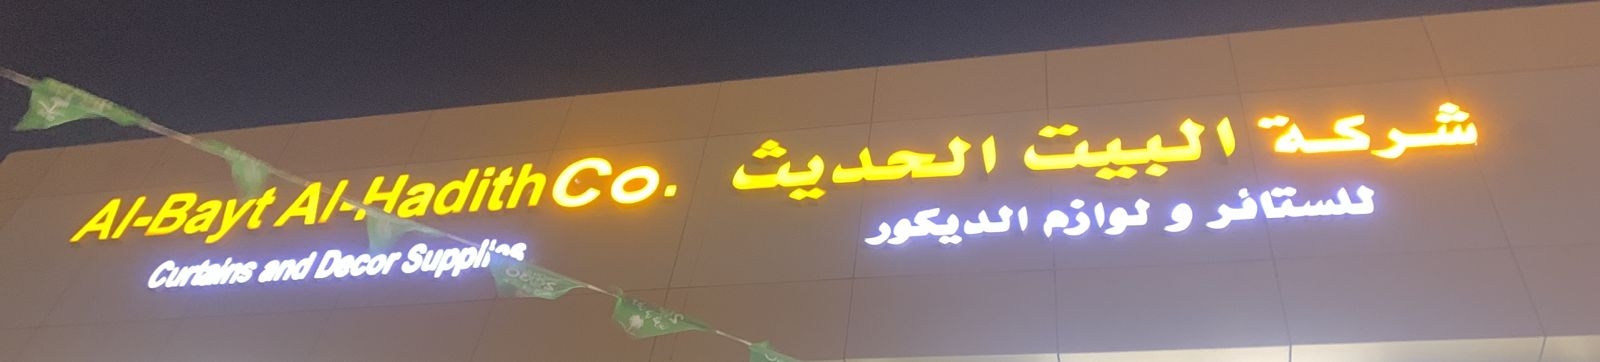 شركة البيت الحديث
للستائر و لوازم الديكور
Al-Bayt Al-Hadith Co.
Curtains and Decor Supplies